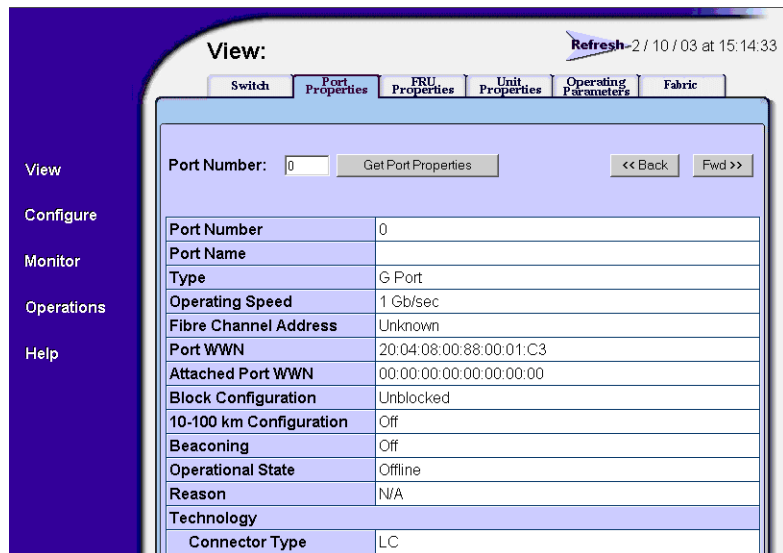 View:
Refresh-2 / 10 / 03 at 15:14:33
Switch
Port Properties
FRU Properties
Unit Properties
Operating Parameters
Fabric
View
Configure
Monitor
Operations
Help
Port Number: 0 Get Port Properties << Back Fwd >>
Port Number 0
Port Name
Type G Port
Operating Speed 1 Gb/sec
Fibre Channel Address Unknown
Port WWN 20:04:08:00:88:00:01:C3
Attached Port WWN 00:00:00:00:00:00:00:00
Block Configuration Unblocked
10-100 km Configuration Off
Beaconing Off
Operational State Offline
Reason N/A
Technology
Connector Type LC